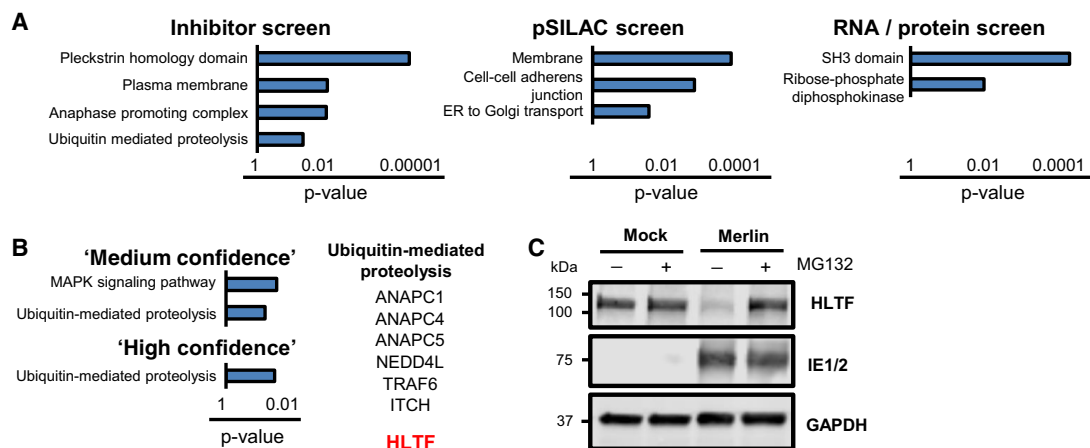 A
Inhibitor screen
Pleckstrin homology domain
Plasma membrane
Anaphase promoting complex
Ubiquitin mediated proteolysis
1 0.01 0.00001
p-value
pSILAC screen
Membrane
Cell-cell adherens
junction
ER to Golgi transport
1 0.01 0.0001
p-value
RNA / protein screen
SH3 domain
Ribose-phosphate
diphosphokinase
1 0.01 0.0001
p-value
B
'Medium confidence'
MAPK signaling pathway
Ubiquitin-mediated proteolysis
'High confidence'
Ubiquitin-mediated proteolysis
1 0.01
p-value
Ubiquitin-mediated
proteolysis
ANAPC1
ANAPC4
ANAPC5
NEDD4L
TRAF6
ITCH
HLTF
C
Mock Merlin
kDa – + – + MG132
150
100
HLTF
75
IE1/2
37
GAPDH